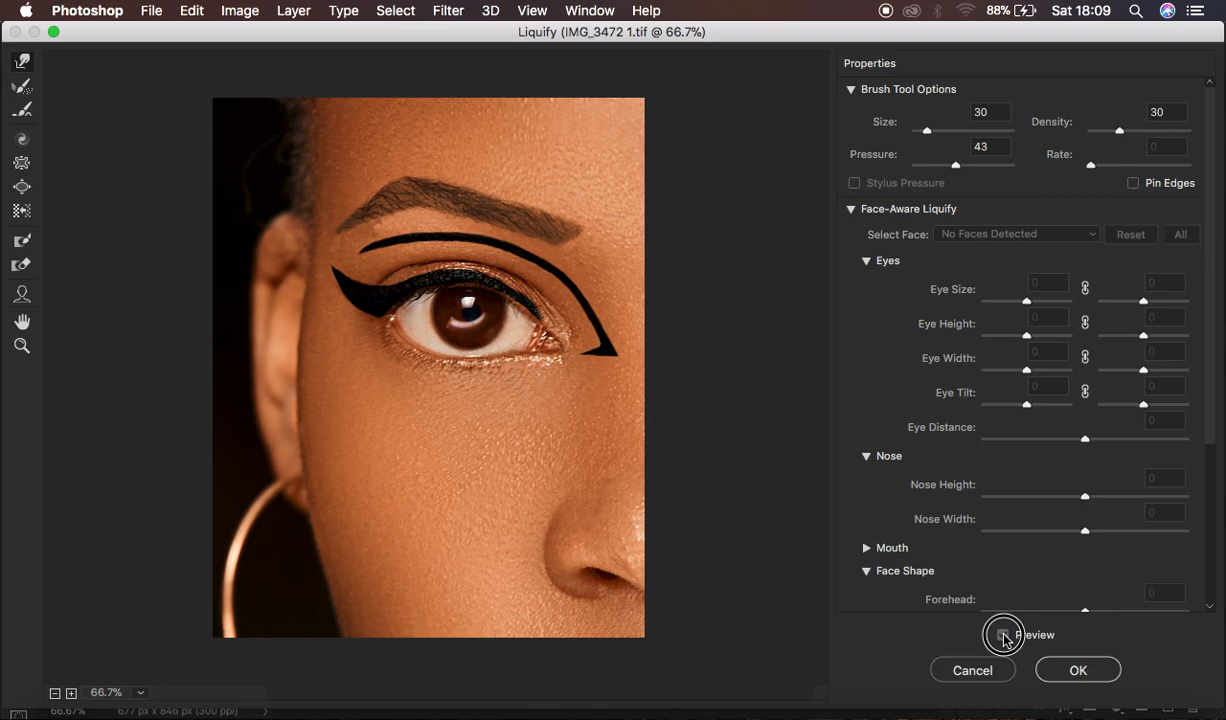 Photoshop File Edit Image Layer Type Select Filter 3D View Window Help 88% Sat 18:09
Liquify (IMG_3472 1.tif @ 66.7%)
Properties
Brush Tool Options
Size: 30 Density: 30
Pressure: 43 Rate: 0
Stylus Pressure Pin Edges
Face-Aware Liquify
Select Face: No Faces Detected Reset All
Eyes
Eye Size: 0 0
Eye Height: 0 0
Eye Width: 0 0
Eye Tilt: 0 0
Eye Distance: 0
Nose
Nose Height: 0
Nose Width: 0
Mouth
Face Shape
Forehead: 0
Preview
Cancel OK
66.7%
66.67% 677 px x 846 px (300 ppi)